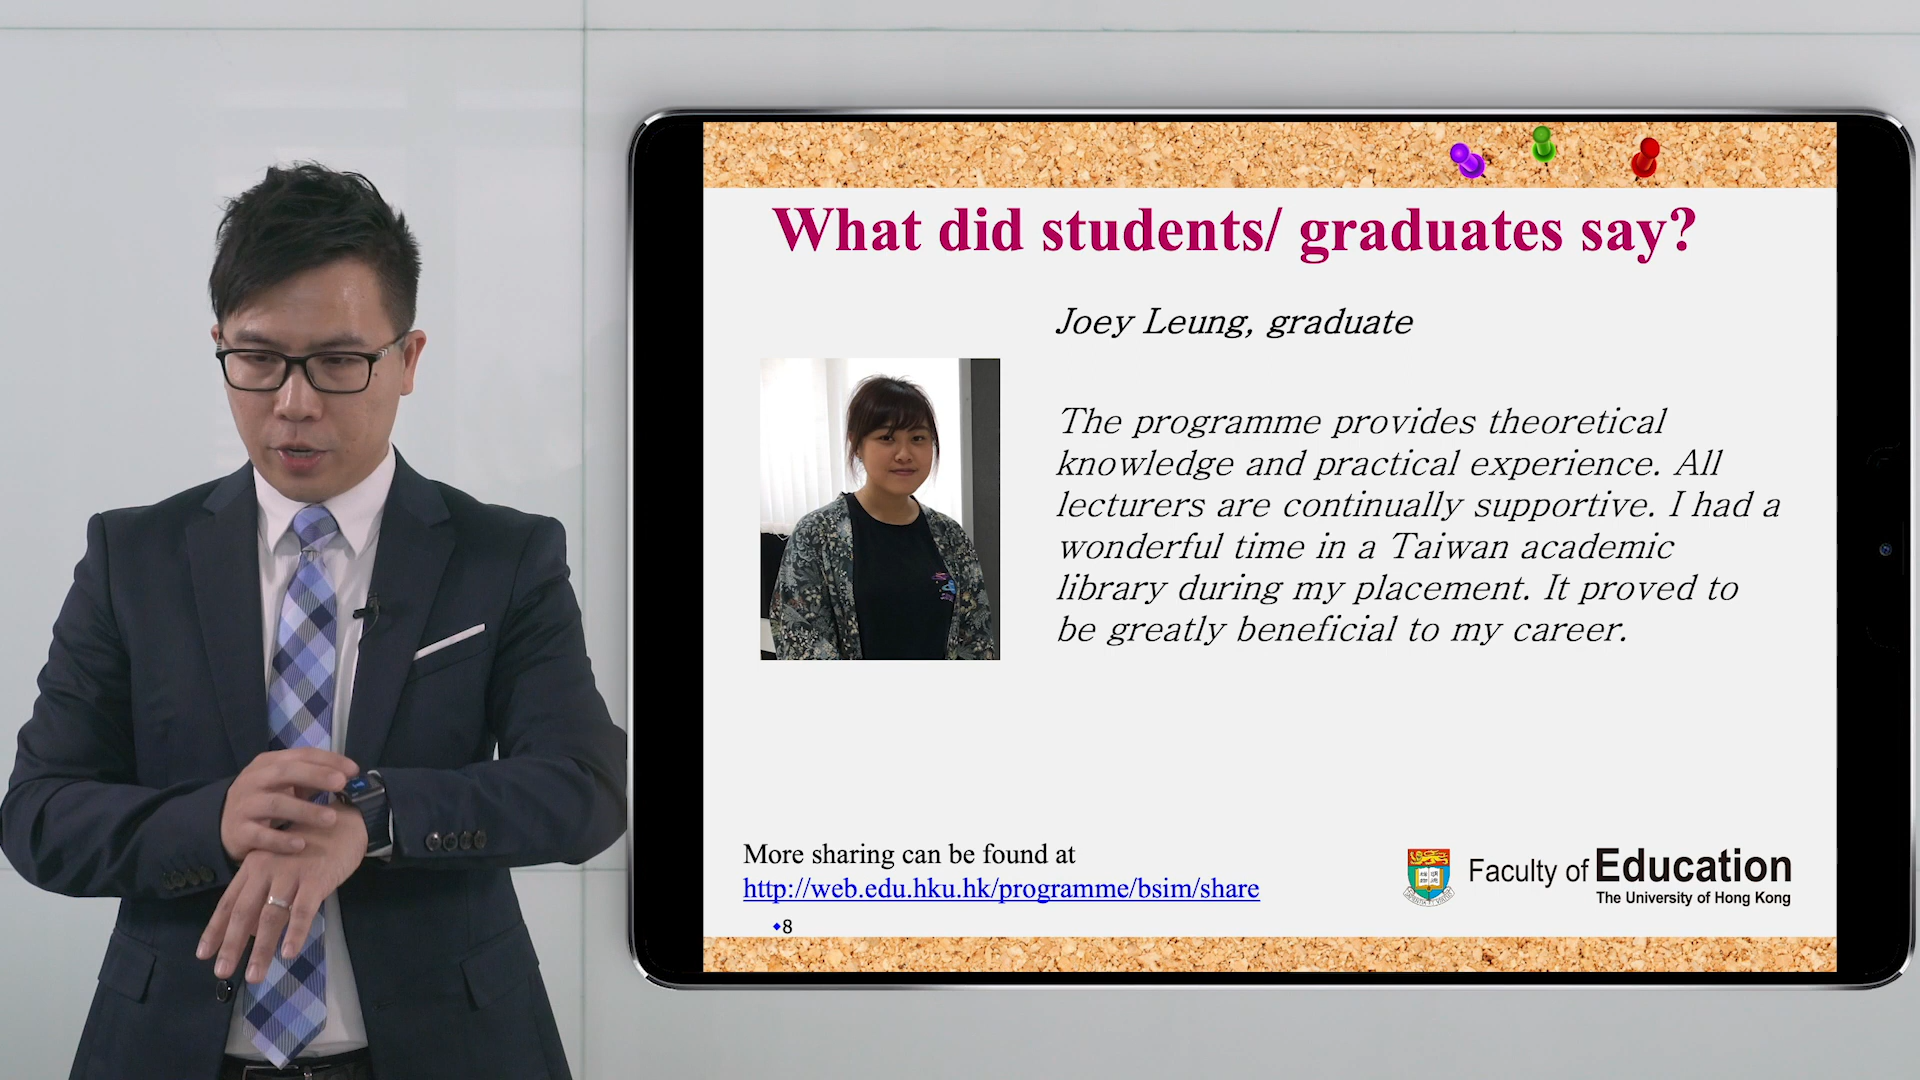 What did students/ graduates say?
Joey Leung, graduate
The programme provides theoretical
knowledge and practical experience. All
lecturers are continually supportive. I had a
wonderful time in a Taiwan academic
library during my placement. It proved to
be greatly beneficial to my career.
More sharing can be found at
http://web.edu.hku.hk/programme/bsim/share
8
Faculty of Education
The University of Hong Kong